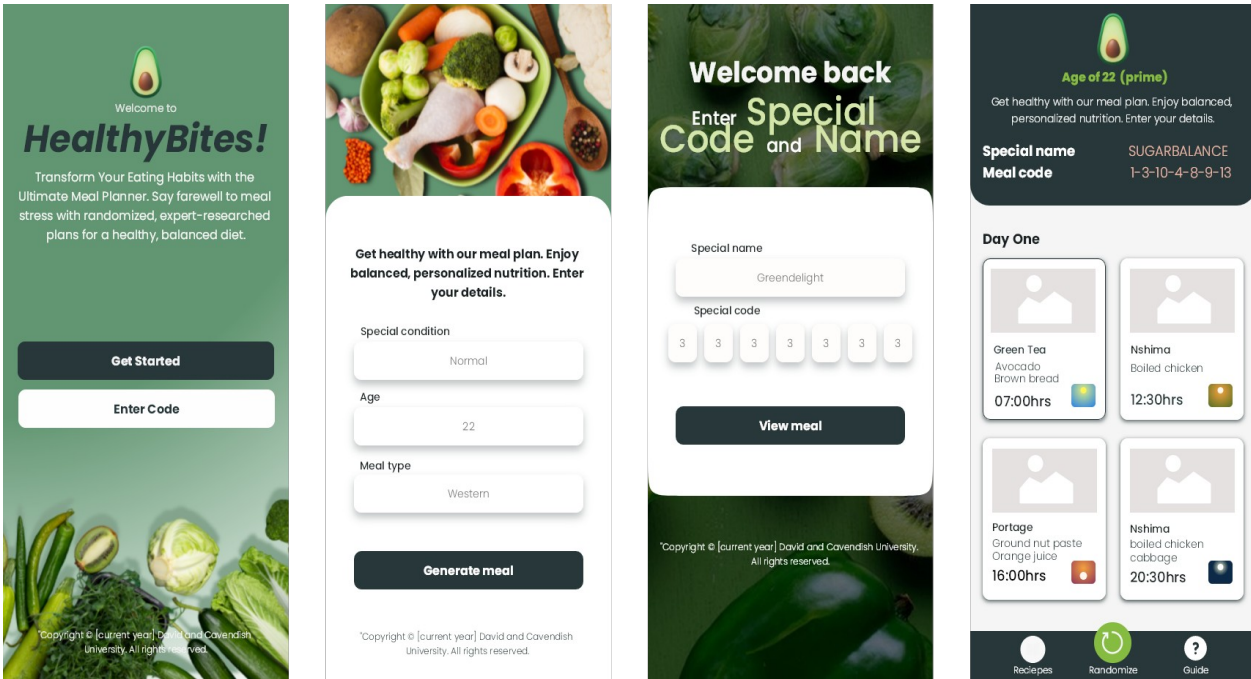 Welcome to
HealthyBites!
Transform Your Eating Habits with the
Ultimate Meal Planner. Say farewell to meal
stress with randomized, expert-researched
plans for a healthy, balanced diet.
Get Started
Enter Code
"Copyright © [current year] David and Cavendish
University. All rights reserved.
Get healthy with our meal plan. Enjoy
balanced, personalized nutrition. Enter
your details.
Special condition
Normal
Age
22
Meal type
Western
Generate meal
"Copyright © [current year] David and Cavendish
University. All rights reserved.
Welcome back
Enter Special
Code and Name
Special name
Greendelight
Special code
3 3 3 3 3 3 3
View meal
"Copyright © [current year] David and Cavendish University.
All rights reserved.
Age of 22 (prime)
Get healthy with our meal plan. Enjoy balanced,
personalized nutrition. Enter your details.
Special name SUGARBALANCE
Meal code 1-3-10-4-8-9-13
Day One
Green Tea
Avocado
Brown bread
07:00hrs
Nshima
Boiled chicken
12:30hrs
Portage
Ground nut paste
Orange juice
16:00hrs
Nshima
boiled chicken
cabbage
20:30hrs
Reciepes
Randomize
?
Guide